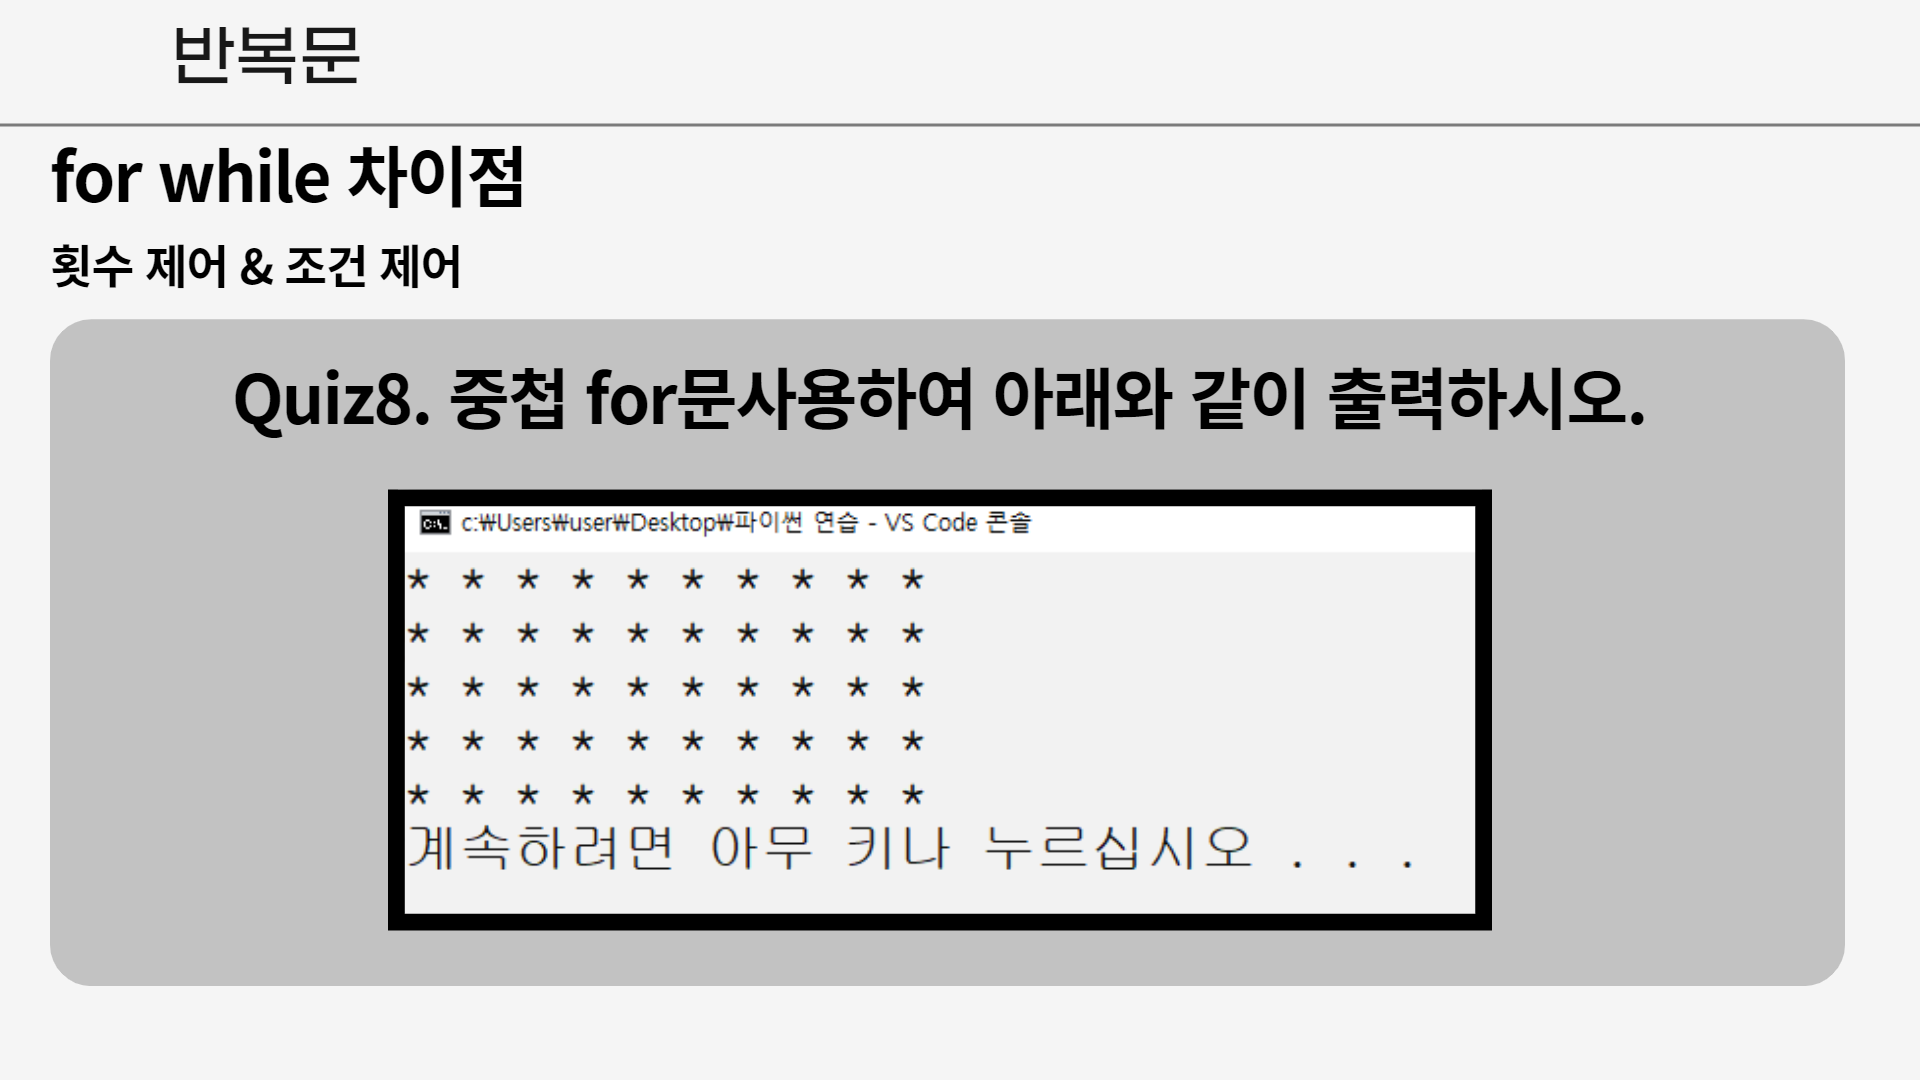 반복문
for while 차이점
횟수 제어 & 조건 제어
Quiz8. 중첩 for문사용하여 아래와 같이 출력하시오.
C:\_ c:₩Users₩user₩Desktop₩파이썬 연습 - VS Code 콘솔
* * * * * * * * * *
* * * * * * * * * *
* * * * * * * * * *
* * * * * * * * * *
* * * * * * * * * *
계속하려면 아무 키나 누르십시오 . . .